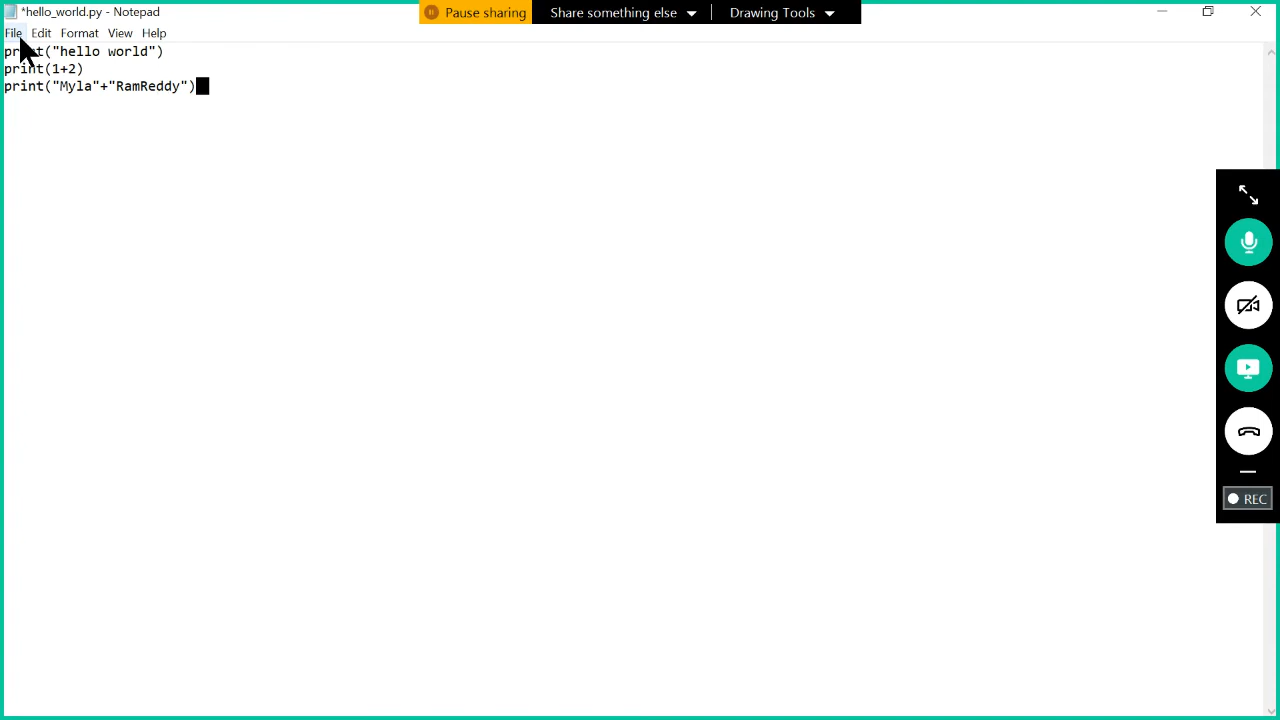 *hello_world.py - Notepad
Pause sharing
Share something else
Drawing Tools
File Edit Format View Help
print("hello world")
print(1+2)
print("Myla"+"RamReddy")
REC